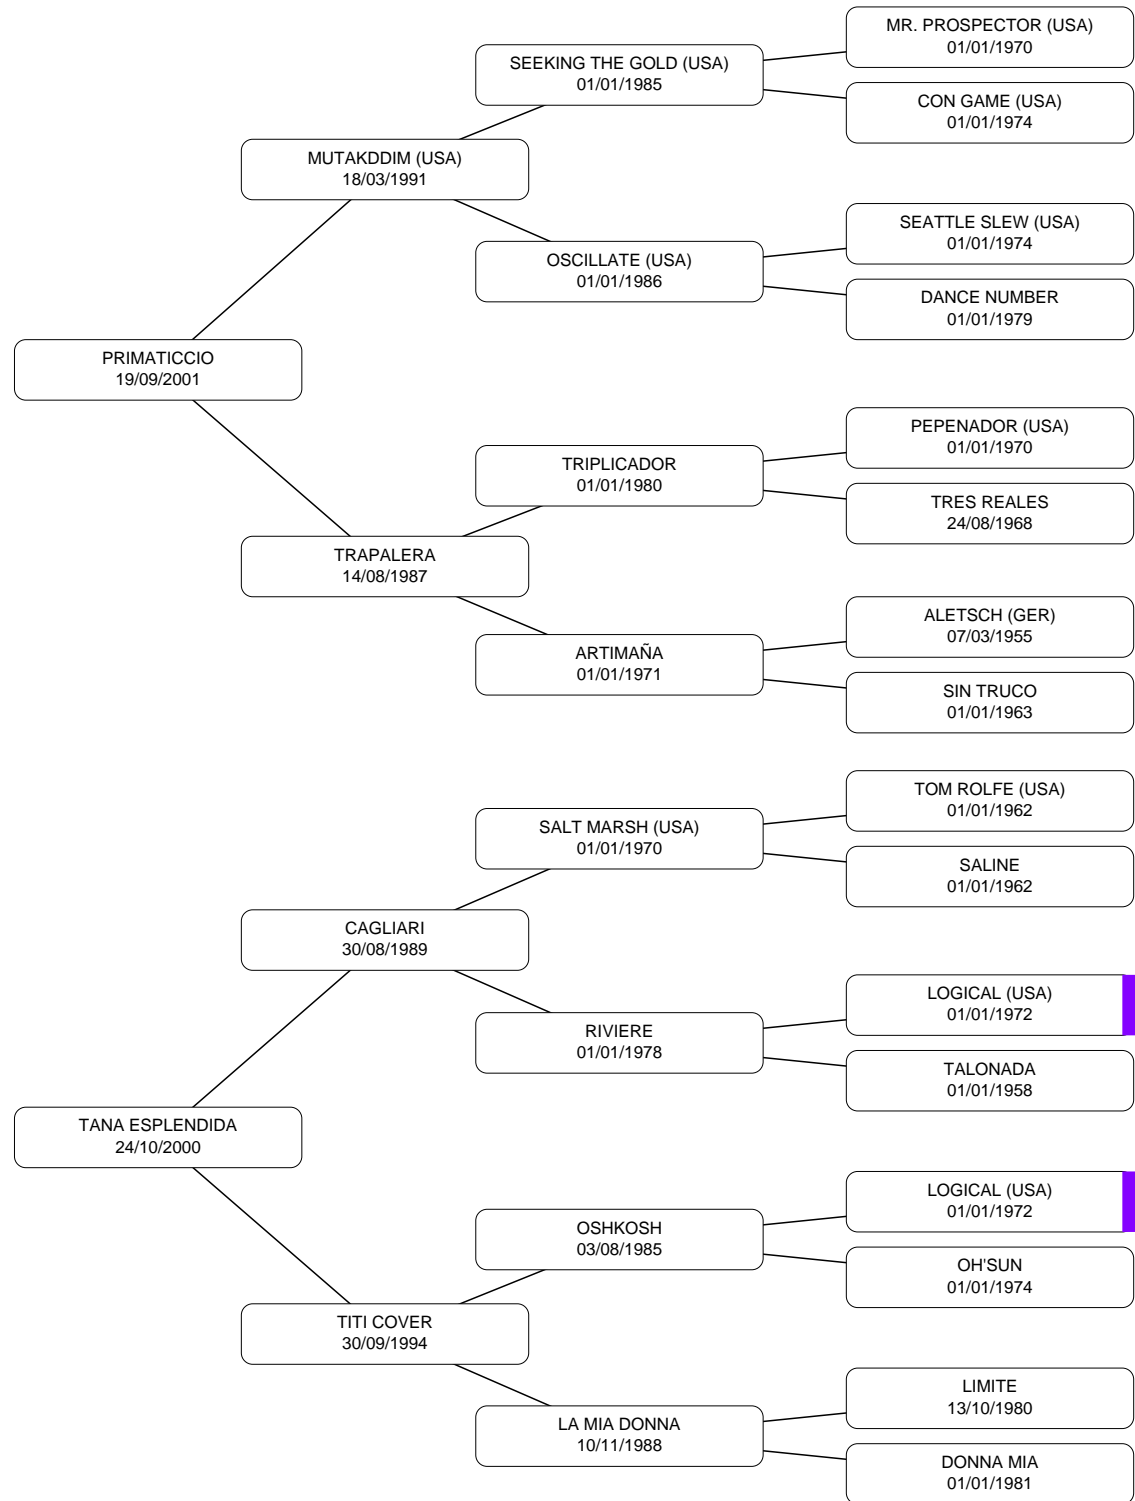 MR. PROSPECTOR (USA)
01/01/1970
SEEKING THE GOLD (USA)
01/01/1985
CON GAME (USA)
01/01/1974
MUTAKDDIM (USA)
18/03/1991
SEATTLE SLEW (USA)
01/01/1974
OSCILLATE (USA)
01/01/1986
DANCE NUMBER
01/01/1979
PRIMATICCIO
19/09/2001
PEPENADOR (USA)
01/01/1970
TRIPLICADOR
01/01/1980
TRES REALES
24/08/1968
TRAPALERA
14/08/1987
ALETSCH (GER)
07/03/1955
ARTIMAÑA
01/01/1971
SIN TRUCO
01/01/1963
TOM ROLFE (USA)
01/01/1962
SALT MARSH (USA)
01/01/1970
SALINE
01/01/1962
CAGLIARI
30/08/1989
LOGICAL (USA)
01/01/1972
RIVIERE
01/01/1978
TALONADA
01/01/1958
TANA ESPLENDIDA
24/10/2000
LOGICAL (USA)
01/01/1972
OSHKOSH
03/08/1985
OH'SUN
01/01/1974
TITI COVER
30/09/1994
LIMITE
13/10/1980
LA MIA DONNA
10/11/1988
DONNA MIA
01/01/1981